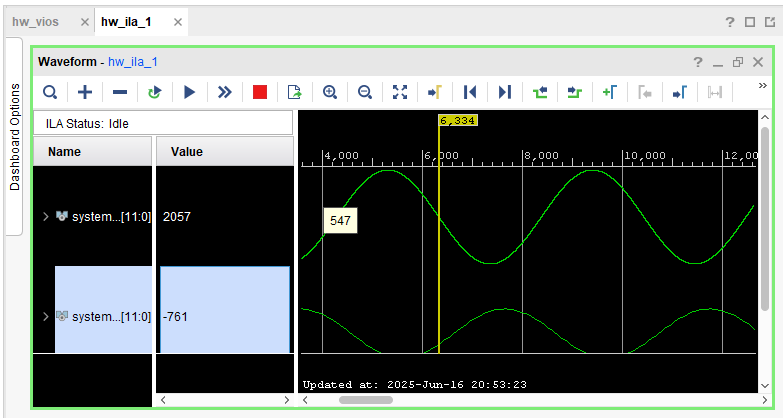 hw_vios × hw_ila_1 × ?
Dashboard Options
Waveform - hw_ila_1 ?
ILA Status: Idle
Name Value
6,334
4,000 6,000 8,000 10,000 12,00
system...[11:0] 2057
547
system...[11:0] -761
Updated at: 2025-Jun-16 20:53:23